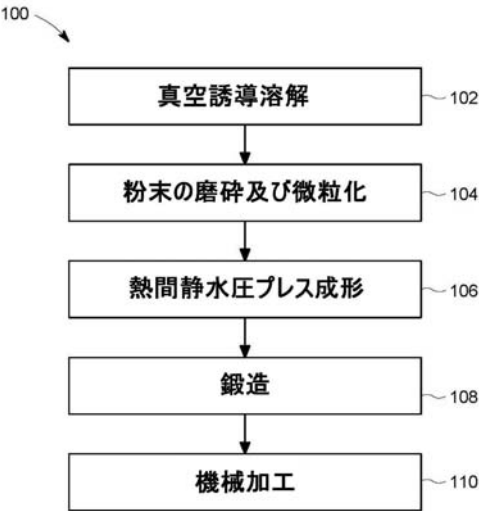 100
真空誘導溶解
102
粉末の磨砕及び微粒化
104
熱間静水圧プレス成形
106
鍛造
108
機械加工
110